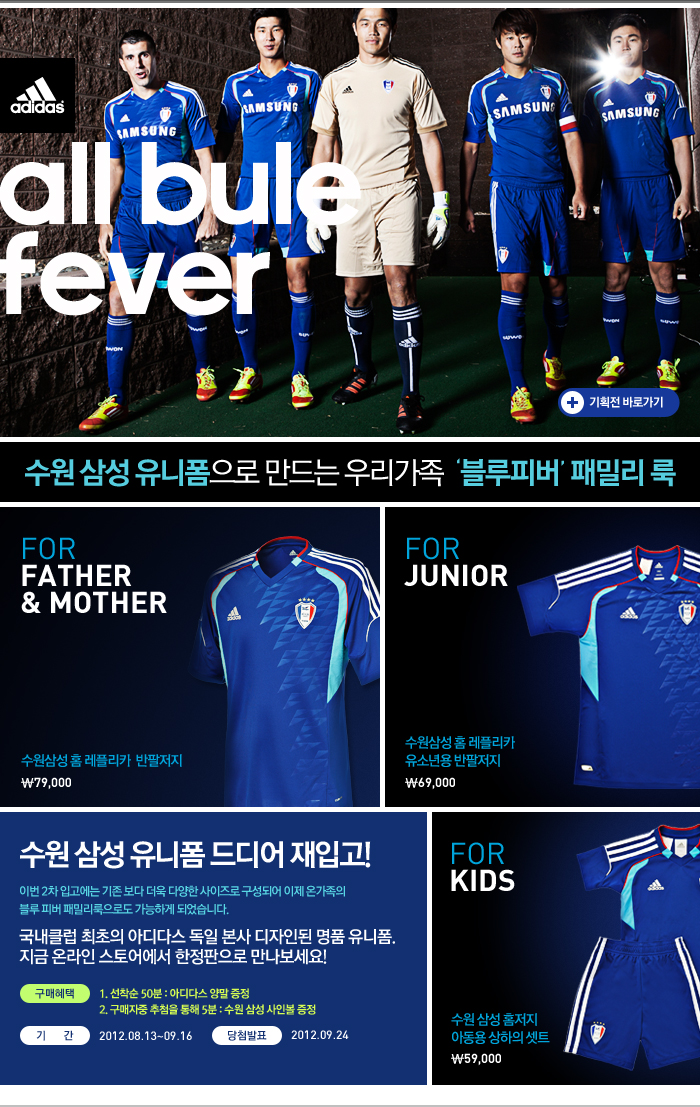 adidas
SAMSUNG
SAMSUNG
SAMSUNG
all bule
fever
SUWON
SUWON
SUWON
기획전 바로가기
수원 삼성 유니폼으로 만드는 우리가족 ‘블루피버’ 패밀리 룩
FOR
FATHER
& MOTHER
adidas
수원삼성 홈 레플리카 반팔저지
₩79,000
FOR
JUNIOR
adidas
수원삼성 홈 레플리카
유소년용 반팔저지
₩69,000
수원 삼성 유니폼 드디어 재입고!
이번 2차 입고에는 기존 보다 더욱 다양한 사이즈로 구성되어 이제 온가족의
블루 피버 패밀리룩으로도 가능하게 되었습니다.
국내클럽 최초의 아디다스 독일 본사 디자인된 명품 유니폼.
지금 온라인 스토어에서 한정판으로 만나보세요!
구매혜택 1. 선착순 50분 : 아디다스 양말 증정
2. 구매자중 추첨을 통해 5분 : 수원 삼성 사인볼 증정
기 간 2012.08.13~09.16 당첨발표 2012.09.24
FOR
KIDS
adidas
수원 삼성 홈저지
아동용 상하의 셋트
₩59,000